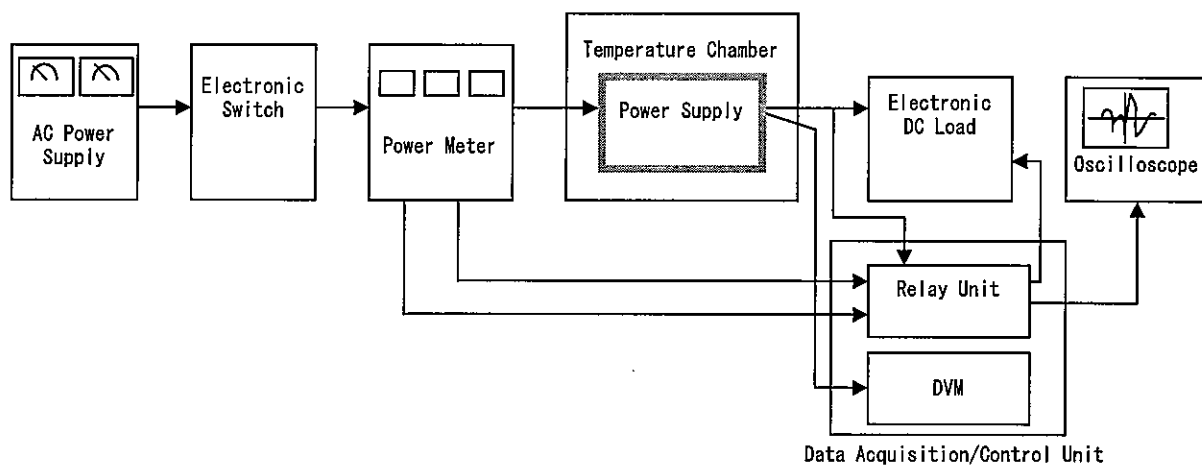 AC Power
Supply
Electronic
Switch
Power Meter
Temperature Chamber
Power Supply
Electronic
DC Load
Oscilloscope
Relay Unit
DVM
Data Acquisition/Control Unit